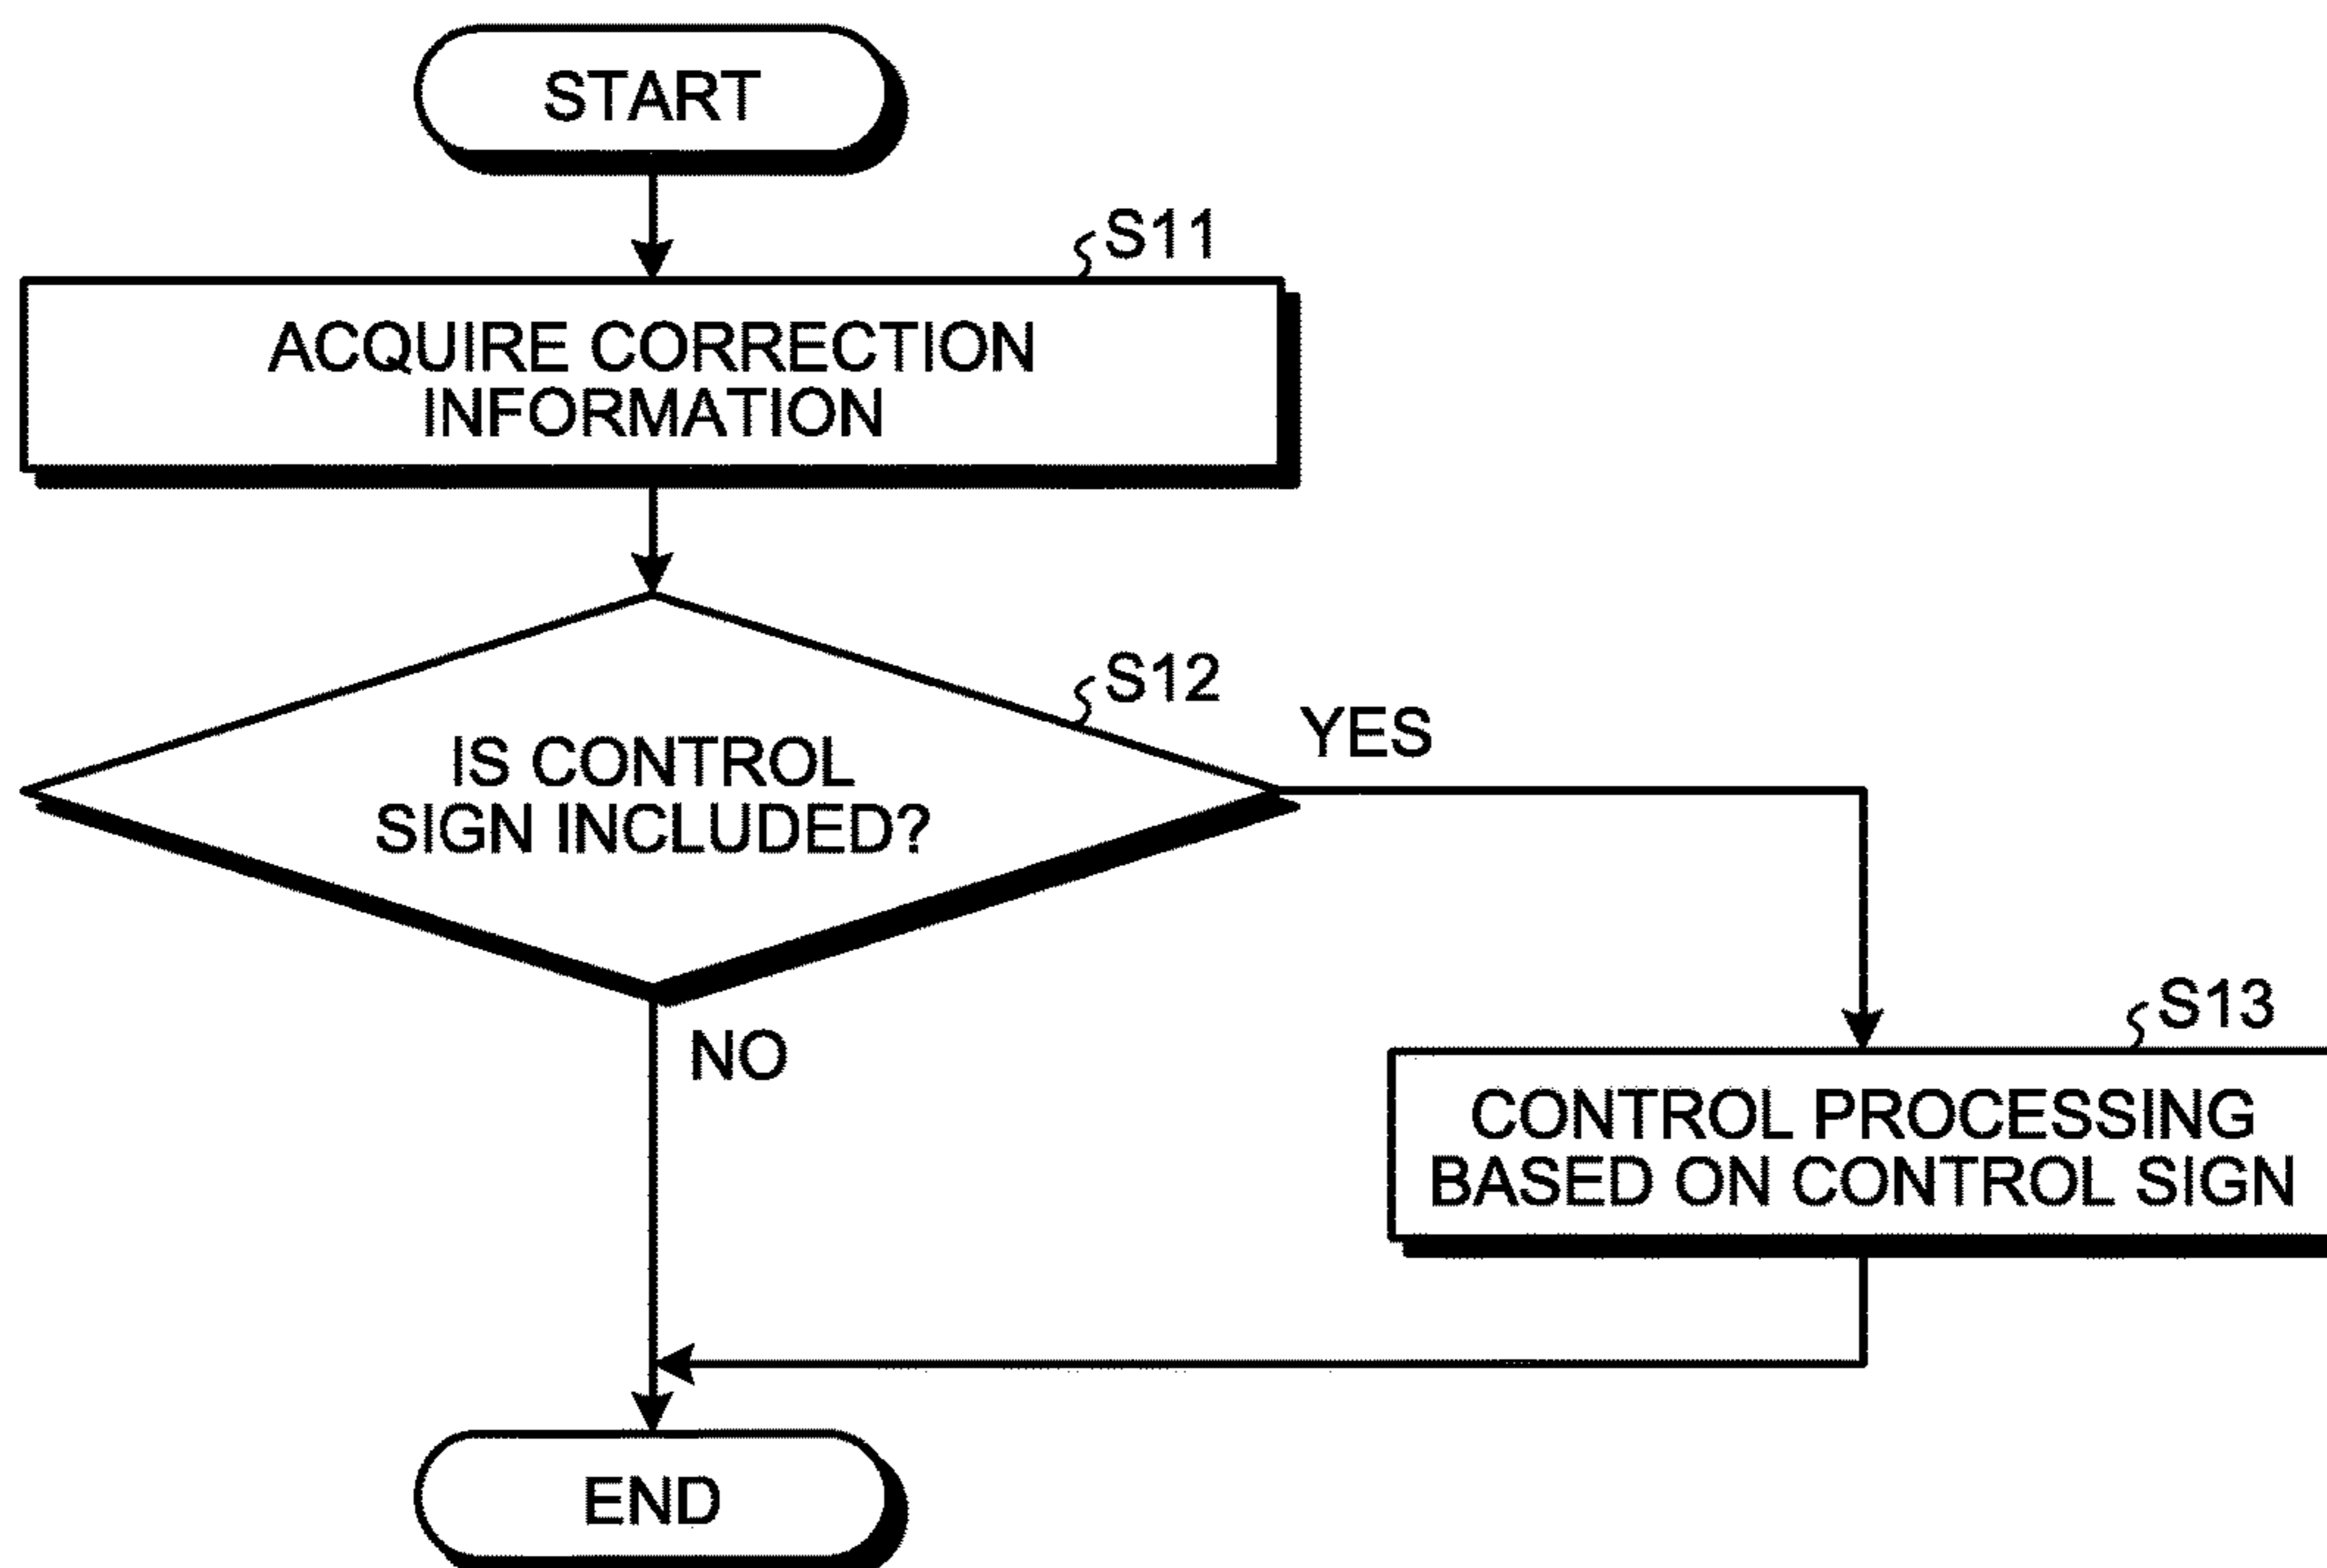 START
S11
ACQUIRE CORRECTION
INFORMATION
S12
YES
IS CONTROL
SIGN INCLUDED?
NO
S13
CONTROL PROCESSING
BASED ON CONTROL SIGN
END